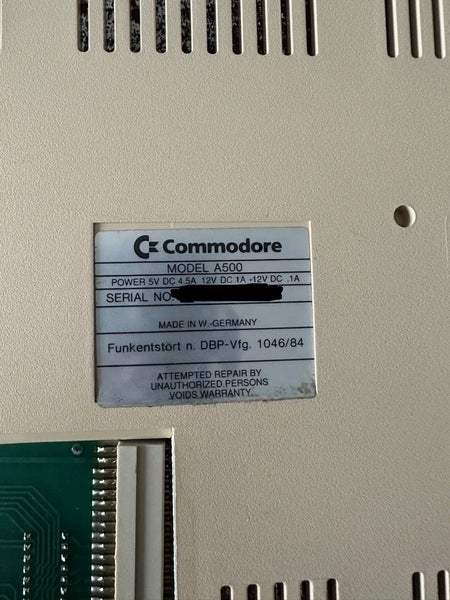 Commodore
MODEL A500
POWER 5V DC 4.5A 12V DC 1A -12V DC .1A
SERIAL NO
MADE IN W.-GERMANY
Funkentstört n. DBP-Vfg. 1046/84
ATTEMPTED REPAIR BY
UNAUTHORIZED PERSONS
VOIDS WARRANTY